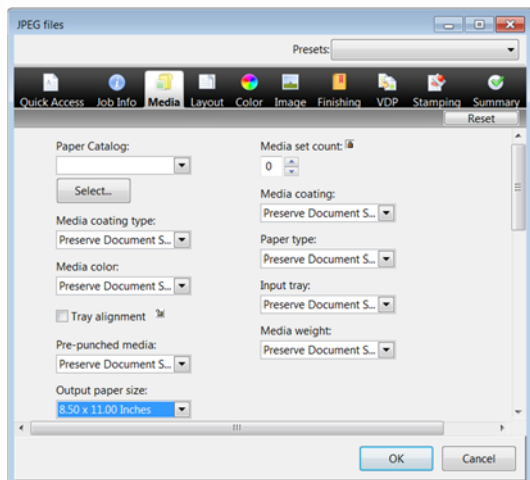 JPEG files
Presets:
Quick Access Job Info Media Layout Color Image Finishing VDP Stamping Summary
Reset
Paper Catalog:
Select...
Media coating type:
Preserve Document S...
Media color:
Preserve Document S...
Tray alignment
Pre-punched media:
Preserve Document S...
Output paper size:
8.50 x 11.00 Inches
Media set count:
0
Media coating:
Preserve Document S...
Paper type:
Preserve Document S...
Input tray:
Preserve Document S...
Media weight:
Preserve Document S...
OK Cancel